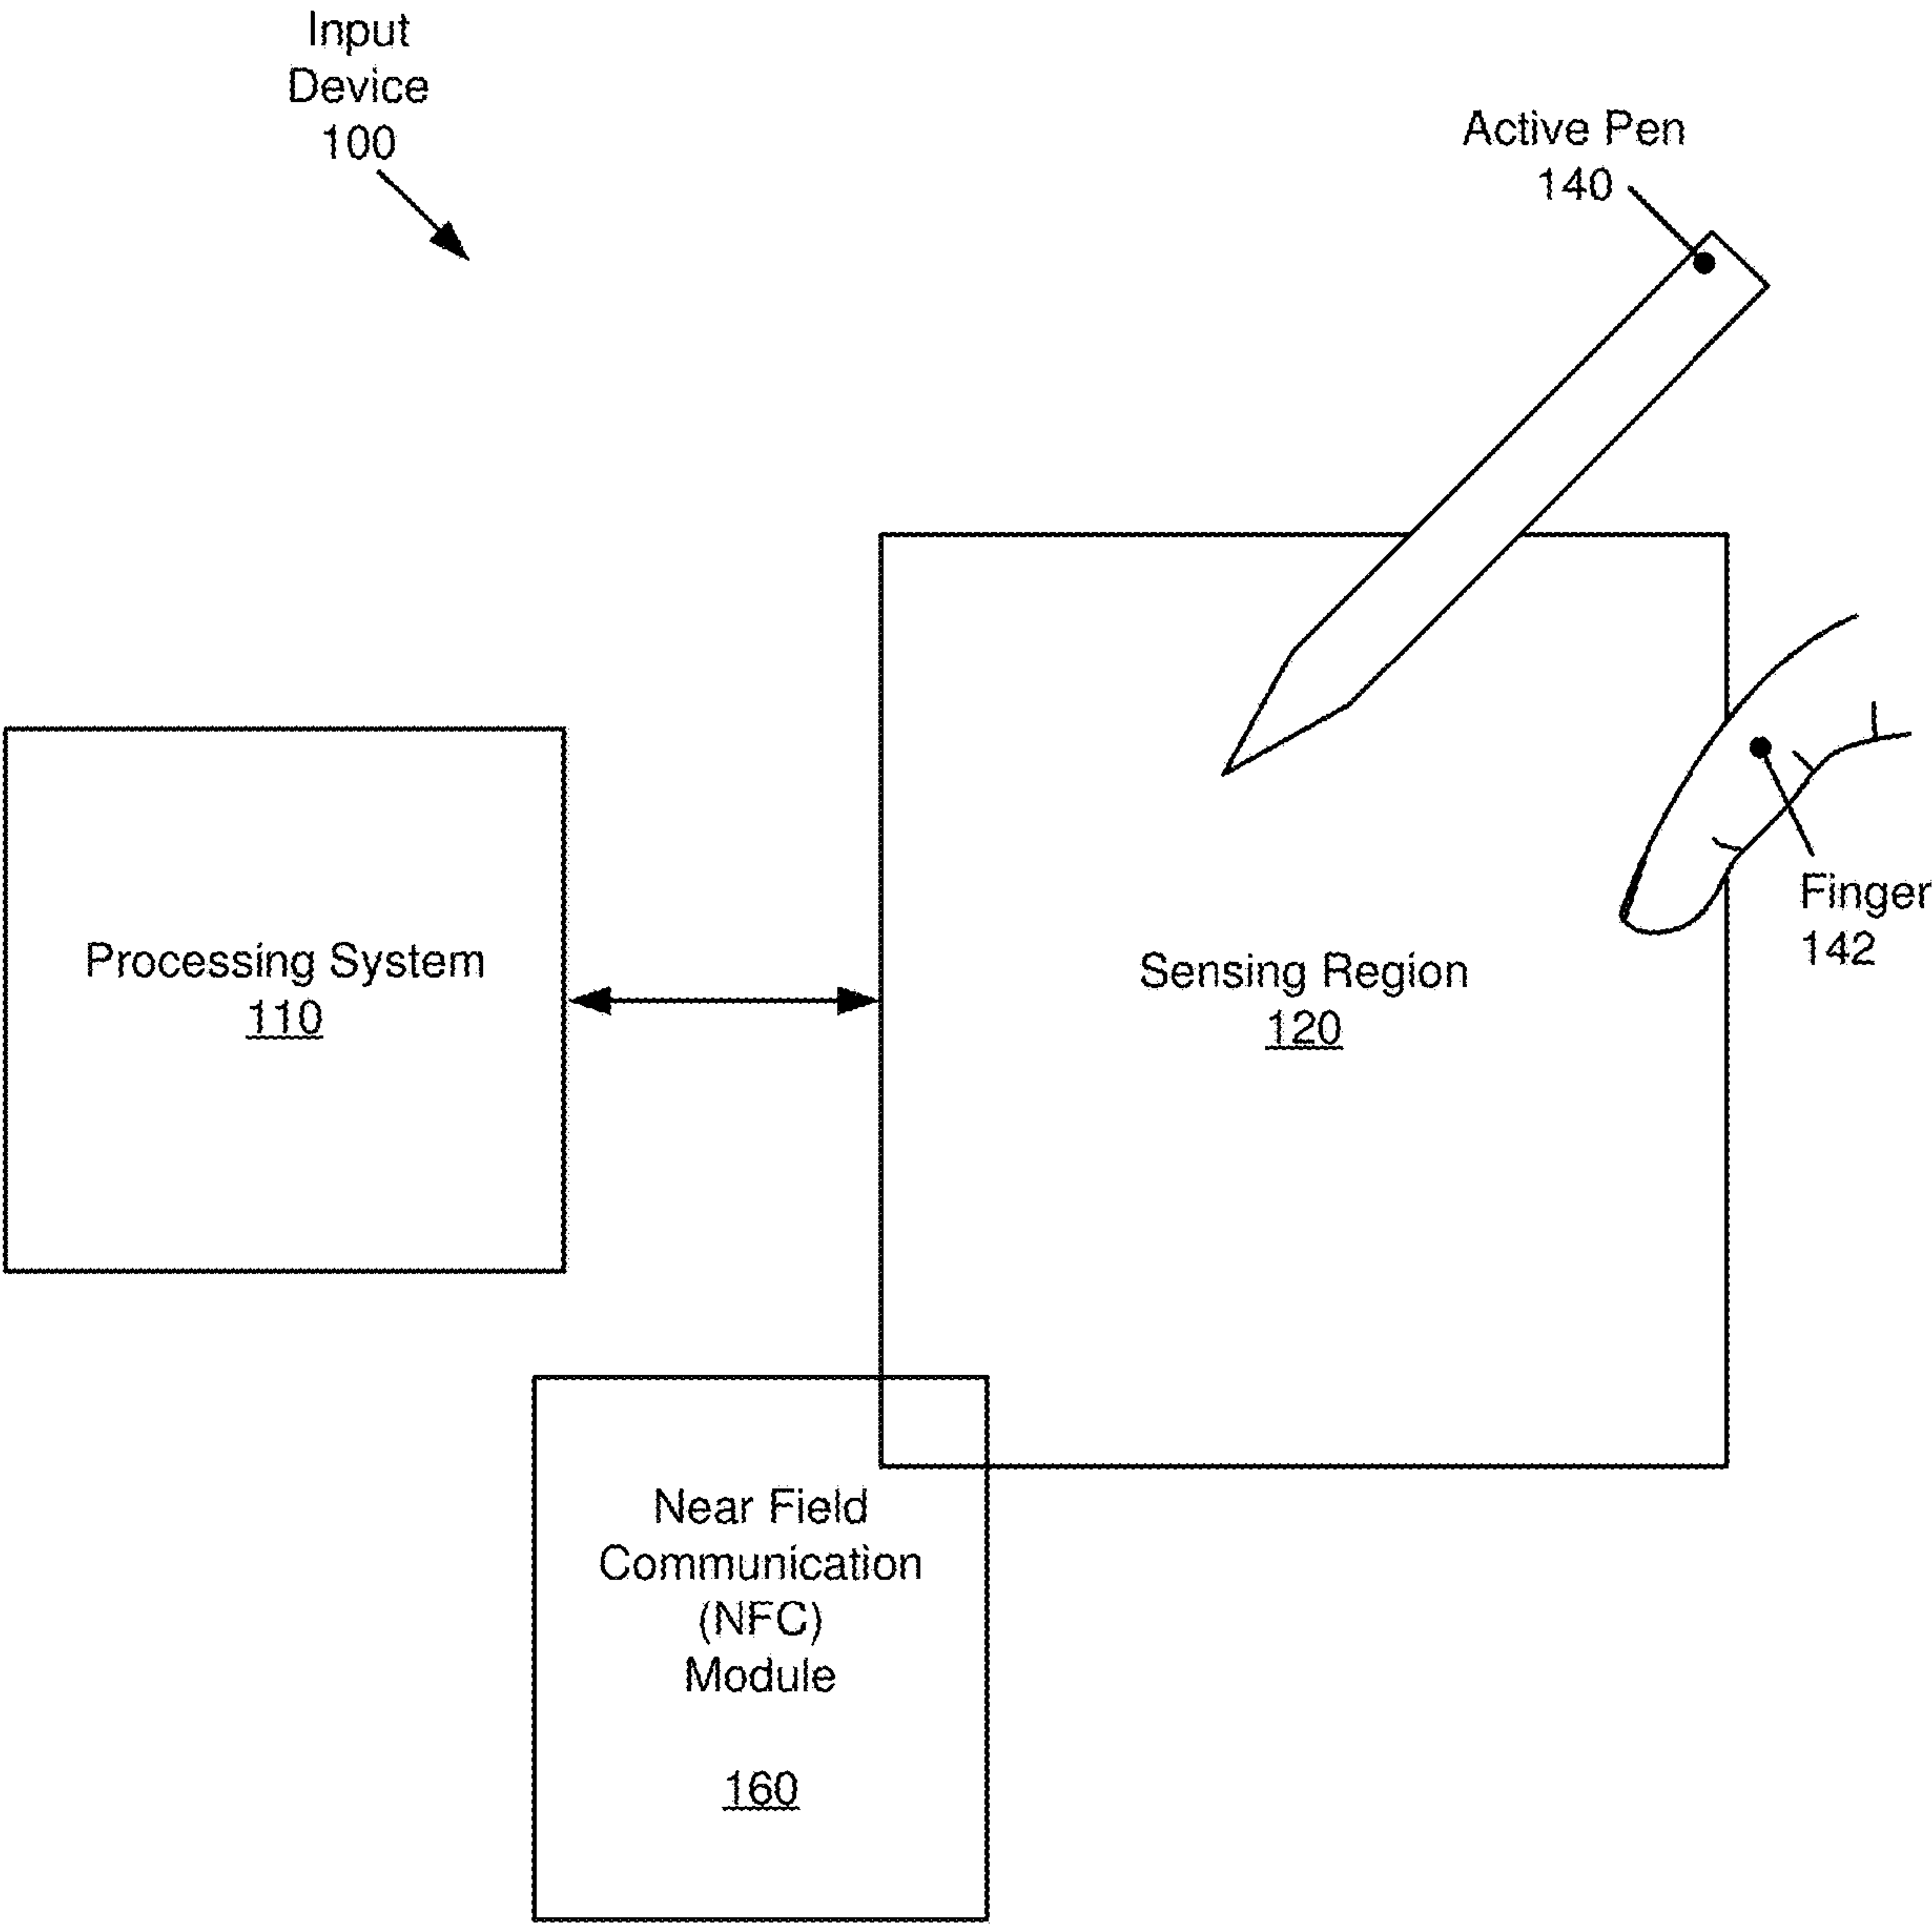 Input
Device
100
Active Pen
140
Processing System
110
Sensing Region
120
Finger
142
Near Field
Communication
(NFC)
Module
160